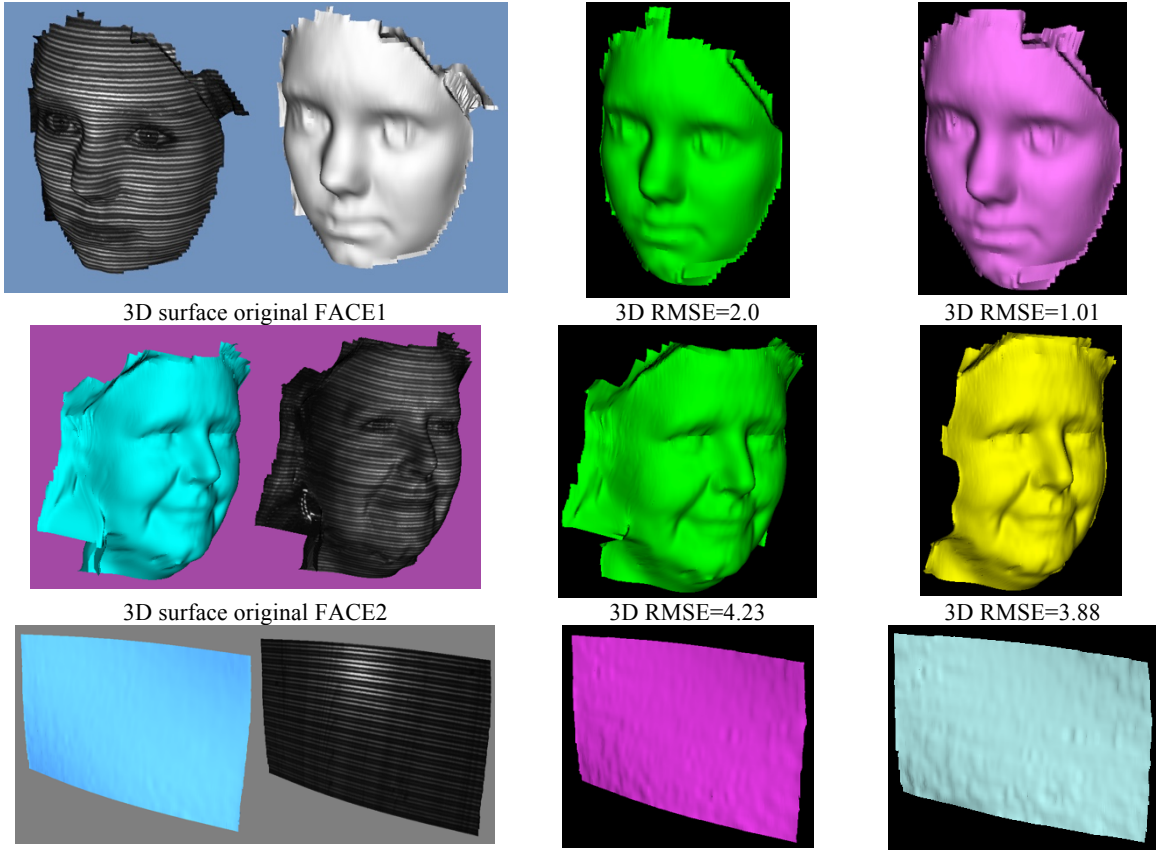 3D surface original FACE1
3D RMSE=2.0
3D RMSE=1.01
3D surface original FACE2
3D RMSE=4.23
3D RMSE=3.88